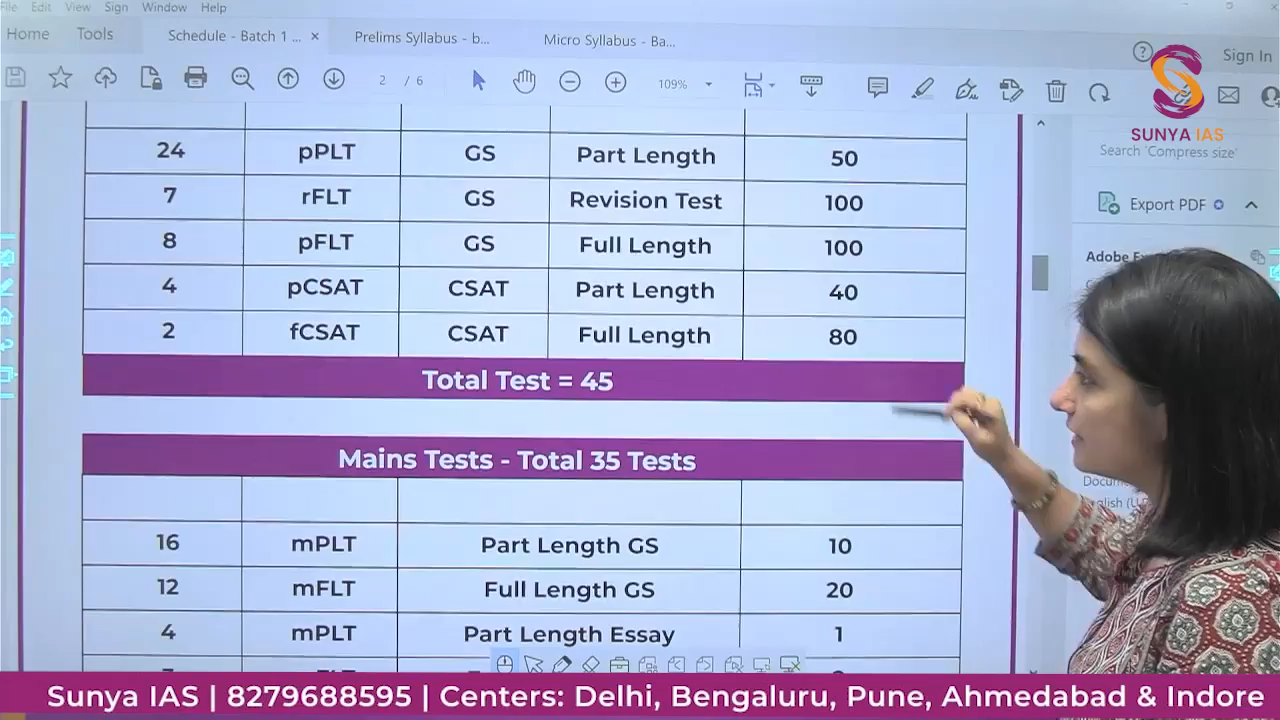 File Edit View Sign Window Help
Home Tools Schedule - Batch 1 ... × Prelims Syllabus - b... Micro Syllabus - Ba... ? Sign In
2 / 6 109%
SUNYA IAS
Search 'Compress size'
Export PDF
24 pPLT GS Part Length 50
7 rFLT GS Revision Test 100
8 pFLT GS Full Length 100
4 pCSAT CSAT Part Length 40
2 fCSAT CSAT Full Length 80
Total Test = 45
Mains Tests - Total 35 Tests
16 mPLT Part Length GS 10
12 mFLT Full Length GS 20
4 mPLT Part Length Essay 1
Adobe
Sunya IAS | 8279688595 | Centers: Delhi, Bengaluru, Pune, Ahmedabad & Indore